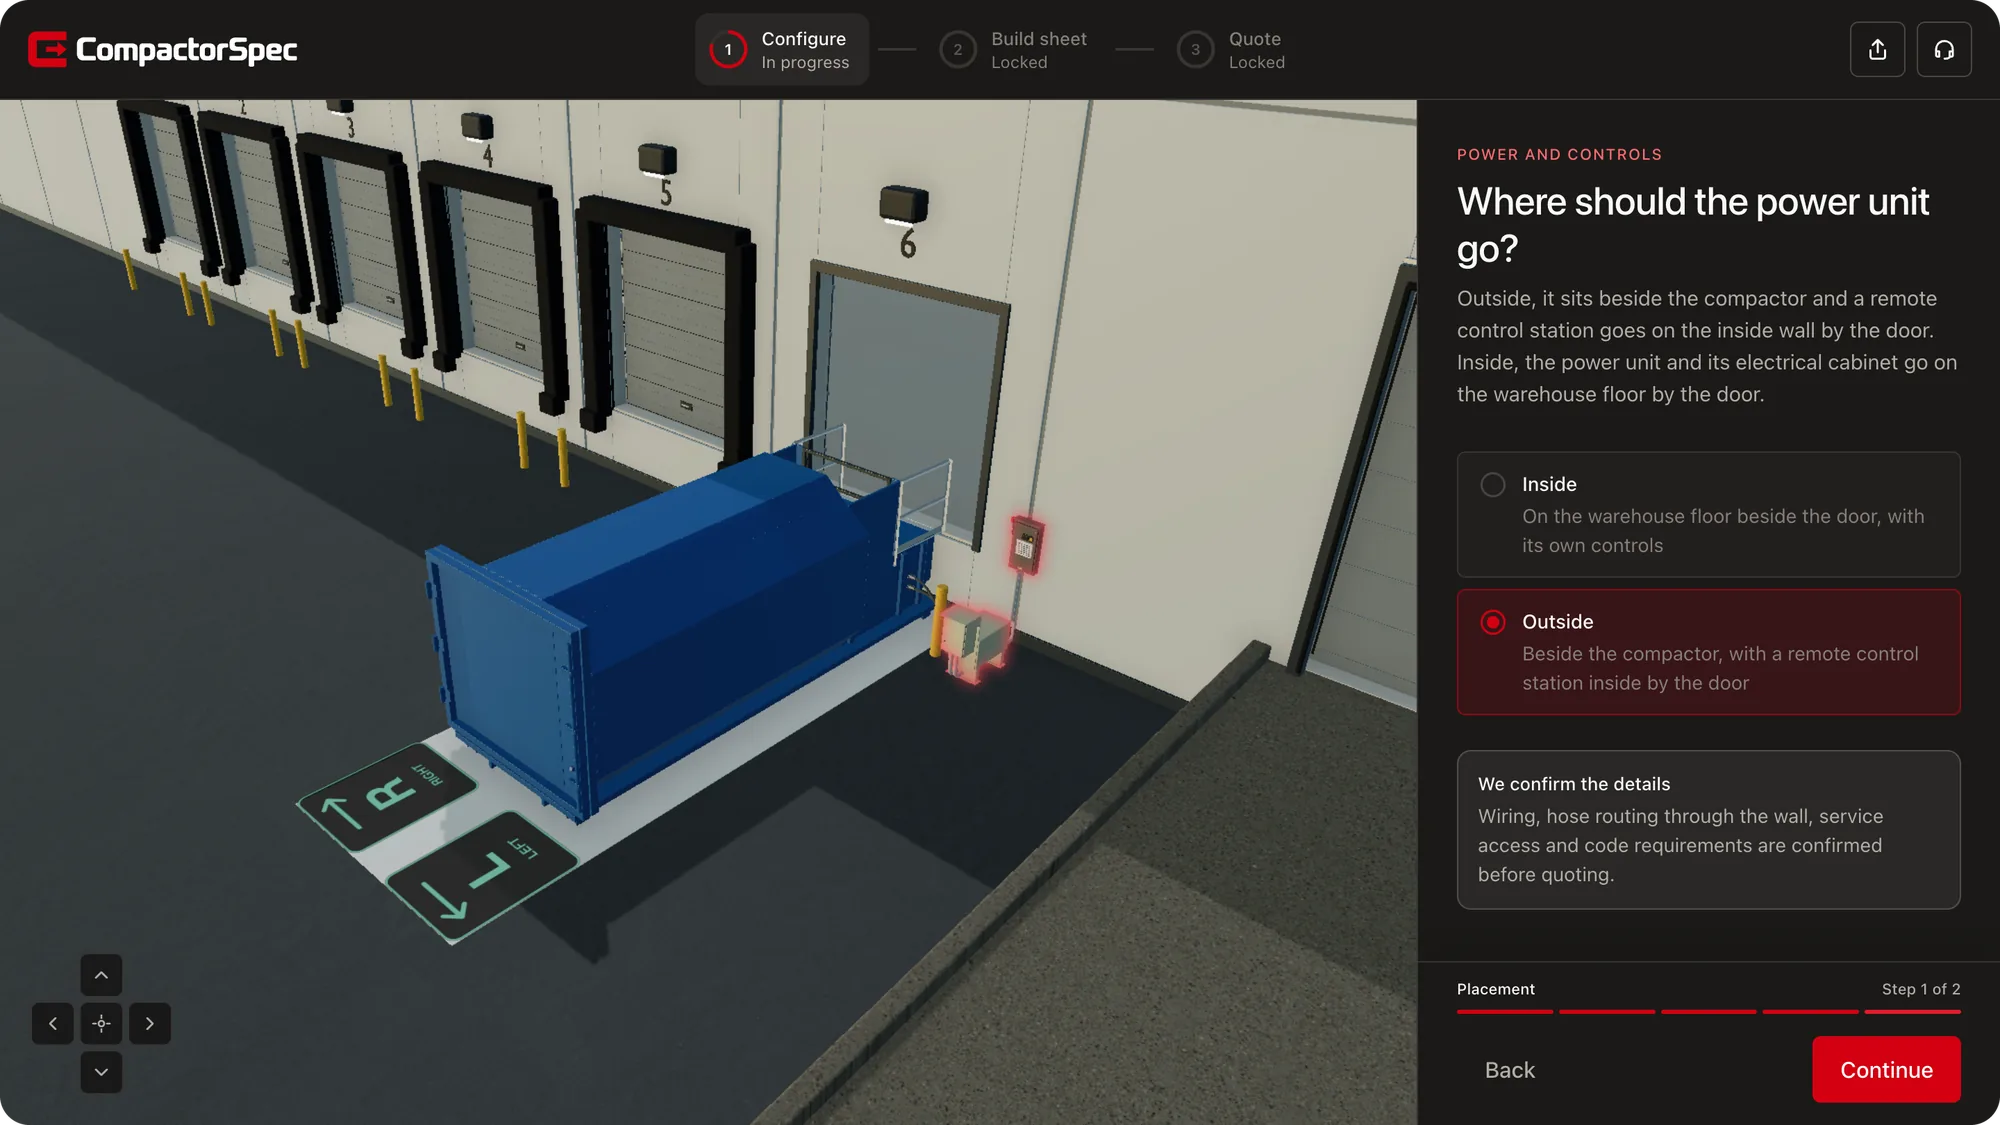 CompactorSpec
1
Configure
In progress
2
Build sheet
Locked
3
Quote
Locked
3
4
5
6
RIGHT
R
LEFT
L
POWER AND CONTROLS
Where should the power unit
go?
Outside, it sits beside the compactor and a remote
control station goes on the inside wall by the door.
Inside, the power unit and its electrical cabinet go on
the warehouse floor by the door.
Inside
On the warehouse floor beside the door, with
its own controls
Outside
Beside the compactor, with a remote control
station inside by the door
We confirm the details
Wiring, hose routing through the wall, service
access and code requirements are confirmed
before quoting.
Placement
Step 1 of 2
Back
Continue